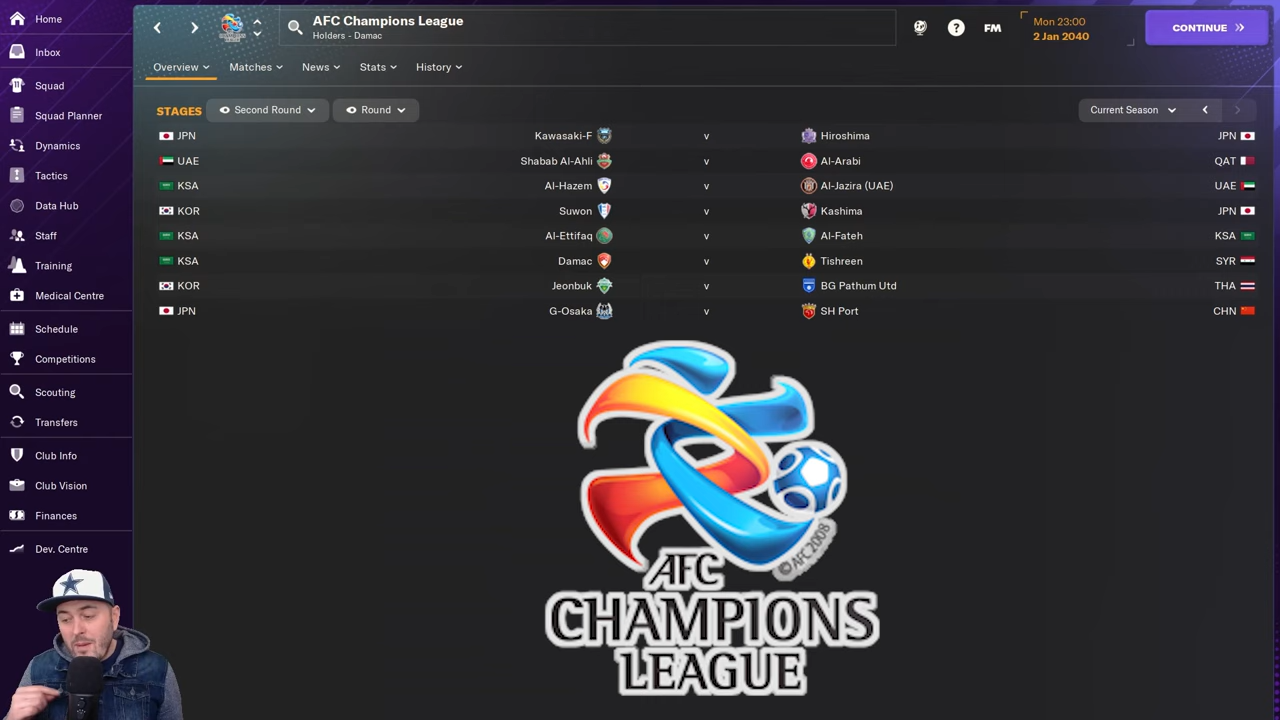 AFC Champions League
Holders - Damac
FM
Mon 23:00
2 Jan 2040
CONTINUE
Home
Inbox
Squad
Squad Planner
Dynamics
Tactics
Data Hub
Staff
Training
Medical Centre
Schedule
Competitions
Scouting
Transfers
Club Info
Club Vision
Finances
Dev. Centre
Overview Matches News Stats History
STAGES Second Round Round Current Season
JPN Kawasaki-F v Hiroshima JPN
UAE Shabab Al-Ahli v Al-Arabi QAT
KSA Al-Hazem v Al-Jazira (UAE) UAE
KOR Suwon v Kashima JPN
KSA Al-Ettifaq v Al-Fateh KSA
KSA Damac v Tishreen SYR
KOR Jeonbuk v BG Pathum Utd THA
JPN G-Osaka v SH Port CHN
©AFC2008
AFC
CHAMPIONS
LEAGUE